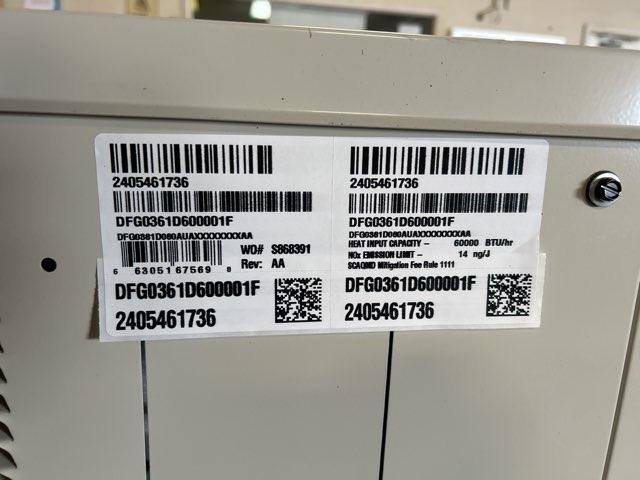 2405461736
DFG0361D600001F
DFG0361D060AUAXXXXXXXXXAA
6 63051 67569 8
WO# S868391
Rev: AA
DFG0361D600001F
2405461736
2405461736
DFG0361D600001F
DFG0361D060AUAXXXXXXXXXAA
HEAT INPUT CAPACITY – 60000 BTU/hr
NOx EMISSION LIMIT – 14 ng/J
SCAQMD Mitigation Fee Rule 1111
DFG0361D600001F
2405461736